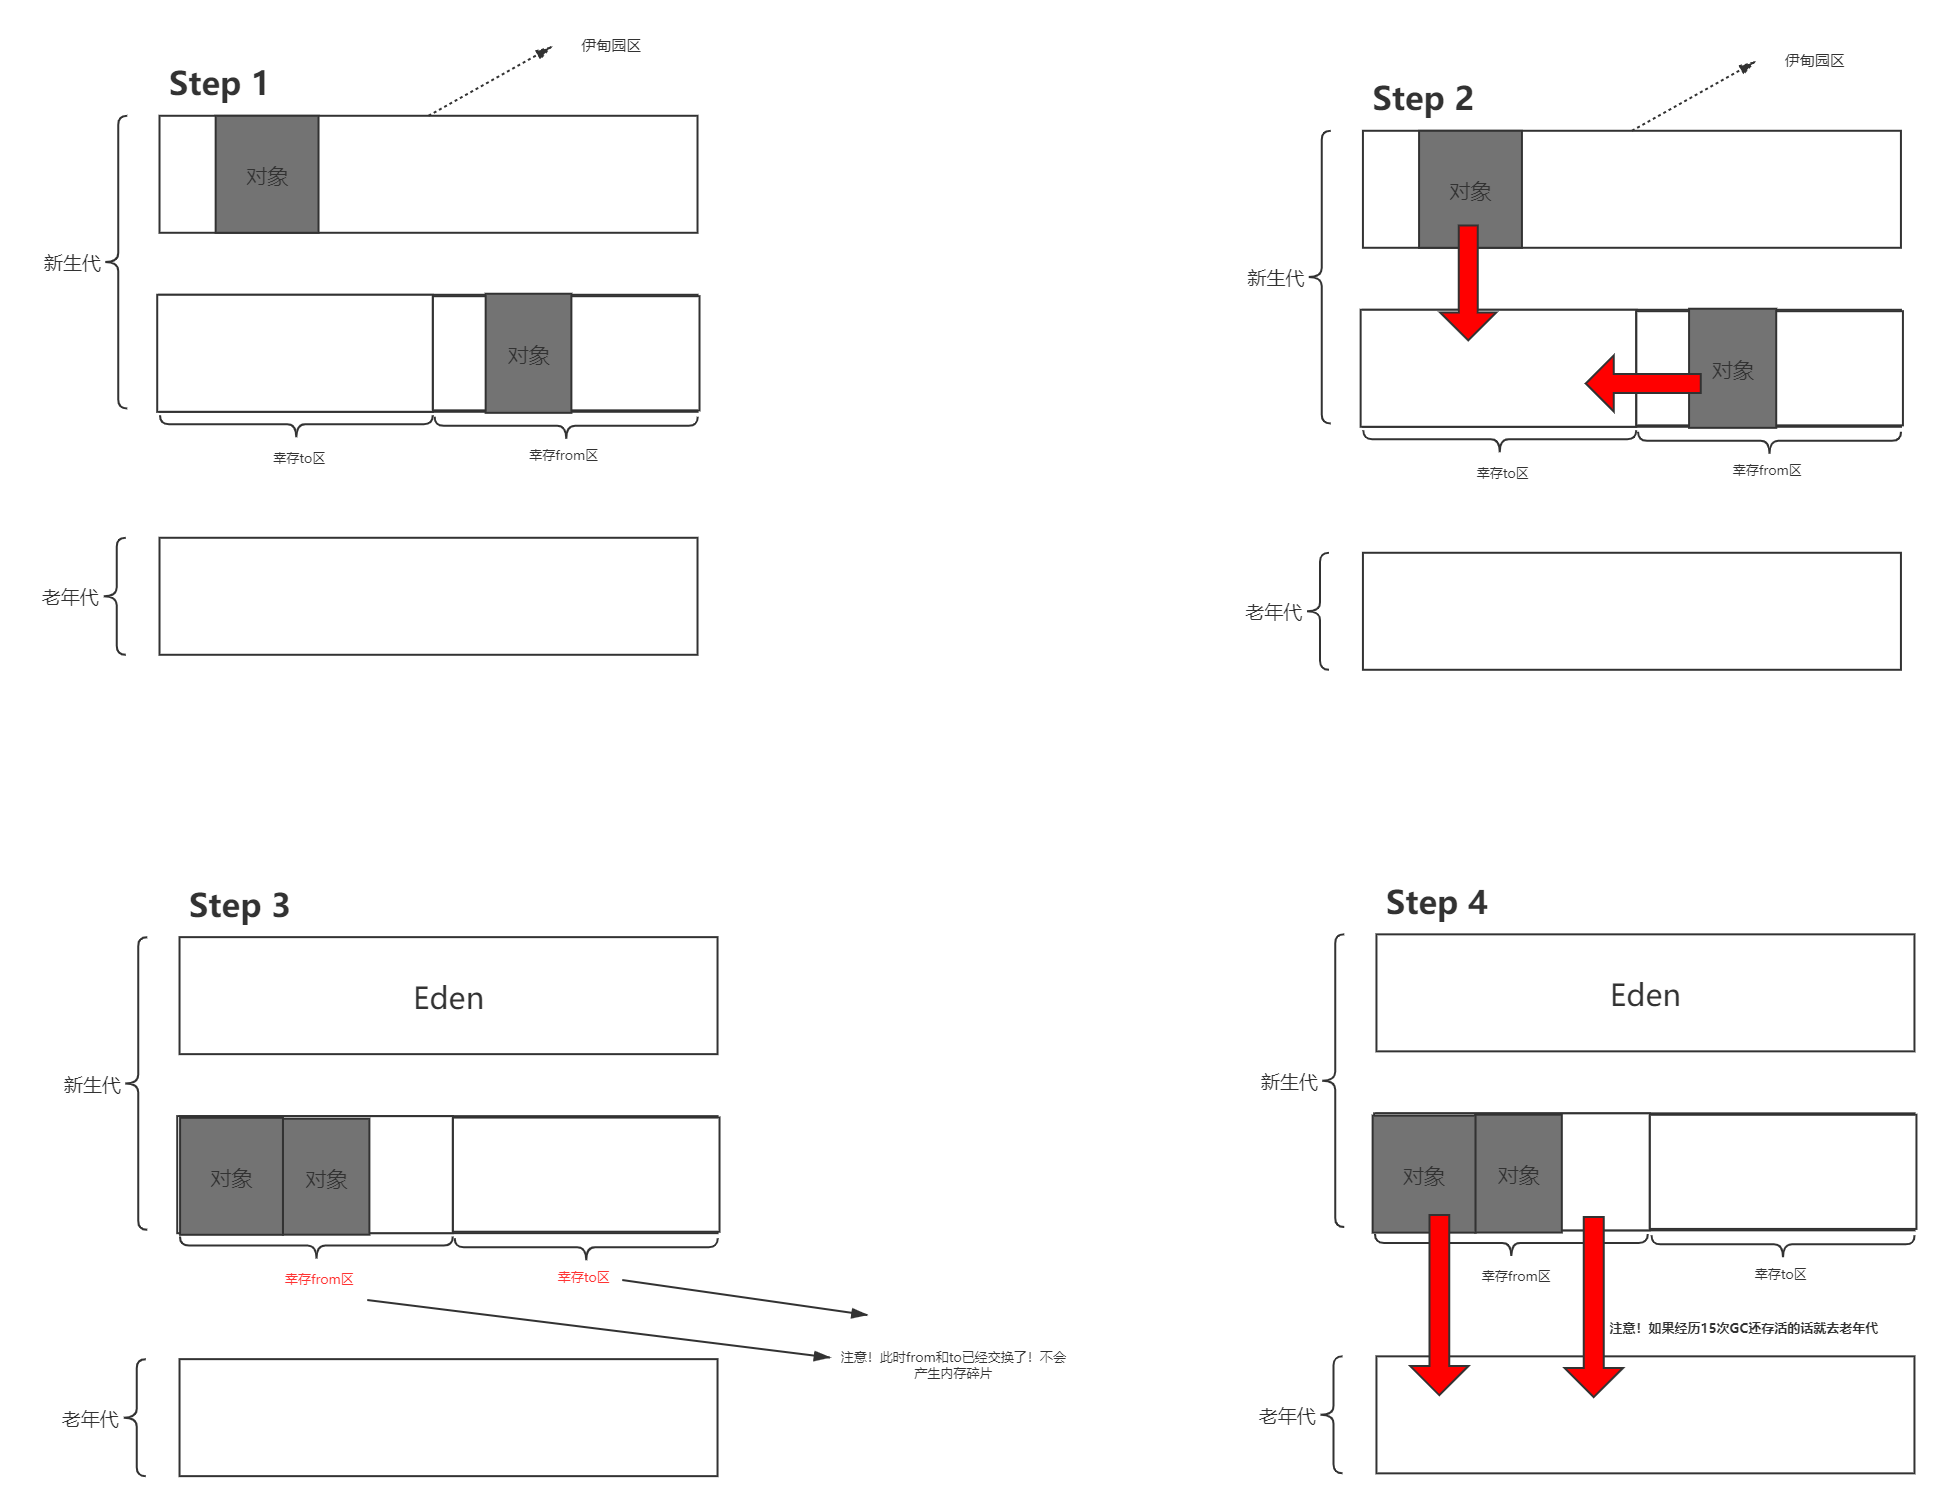 Step 1
伊甸园区
新生代
对象
对象
幸存to区
幸存from区
老年代
Step 2
伊甸园区
新生代
对象
对象
幸存to区
幸存from区
老年代
Step 3
Eden
新生代
对象
对象
幸存from区
幸存to区
注意！此时from和to已经交换了！不会
产生内存碎片
老年代
Step 4
Eden
新生代
对象
对象
幸存from区
幸存to区
注意！如果经历15次GC还存活的话就去老年代
老年代